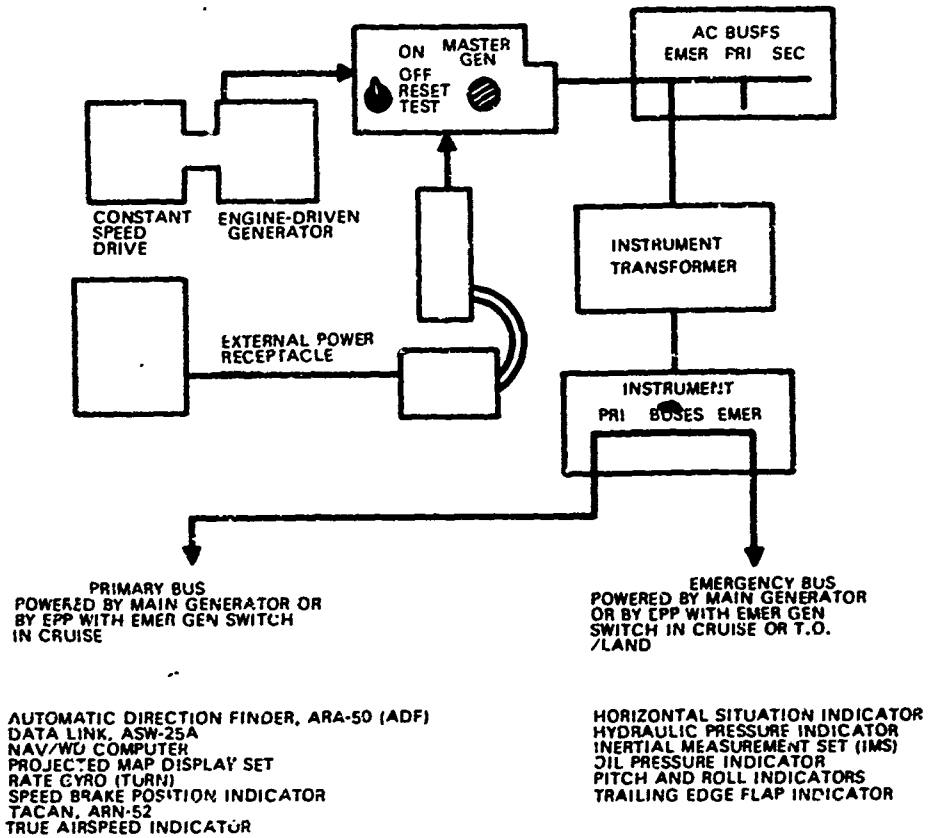 ON
OFF
RESET
TEST
MASTER
GEN
AC BUSFS
EMER FRI SEC
CONSTANT
SPEED
DRIVE
ENGINE-DRIVEN
GENERATOR
INSTRUMENT
TRANSFORMER
EXTERNAL POWER
RECEPTACLE
INSTRUMENT
PRI BUSES EMER
PRIMARY BUS
POWERED BY MAIN GENERATOR OR
BY EPP WITH EMER GEN SWITCH
IN CRUISE
EMERGENCY BUS
POWERED BY MAIN GENERATOR
OR BY EPP WITH EMER GEN
SWITCH IN CRUISE OR T.O.
/LAND
AUTOMATIC DIRECTION FINDER, ARA-50 (ADF)
DATA LINK, ASW-25A
NAV/WD COMPUTER
PROJECTED MAP DISPLAY SET
RATE GYRO (TURN)
SPEED BRAKE POSITION INDICATOR
TACAN, ARN-52
TRUE AIRSPEED INDICATOR
HORIZONTAL SITUATION INDICATOR
HYDRAULIC PRESSURE INDICATOR
INERTIAL MEASUREMENT SET (IMS)
OIL PRESSURE INDICATOR
PITCH AND ROLL INDICATORS
TRAILING EDGE FLAP INDICATOR